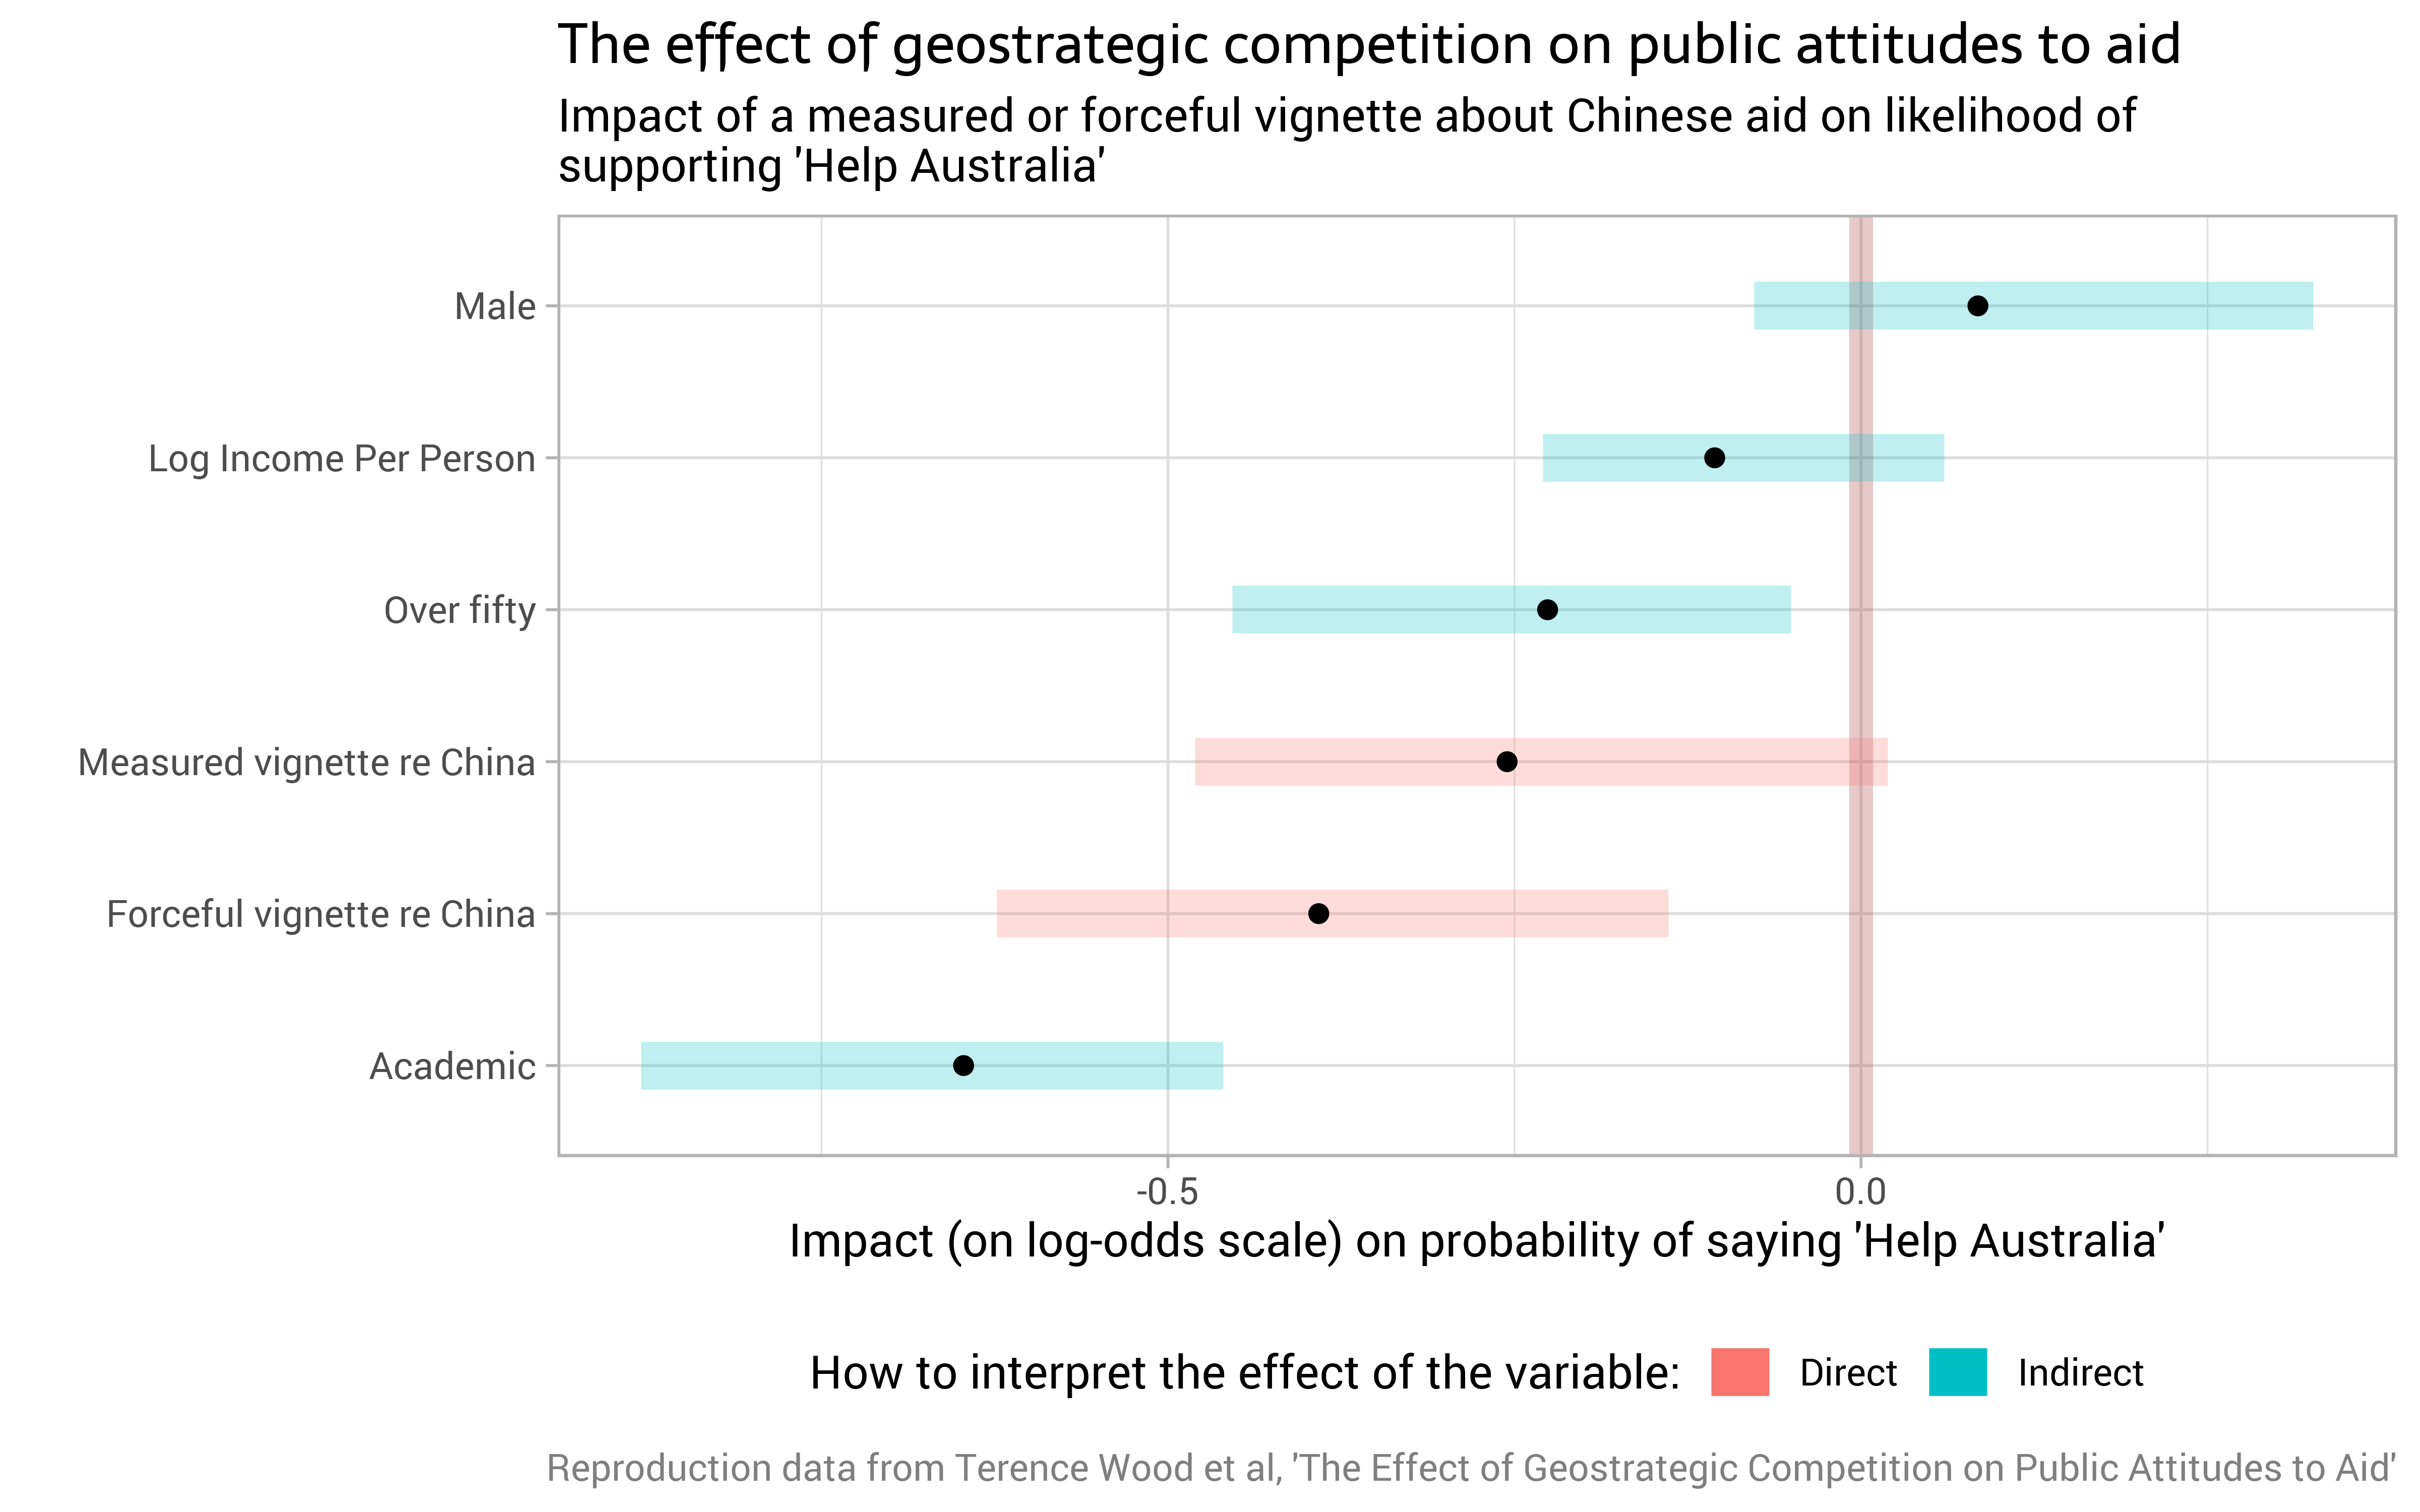 The effect of geostrategic competition on public attitudes to aid
Impact of a measured or forceful vignette about Chinese aid on likelihood of
supporting 'Help Australia'
Male
Log Income Per Person
Over fifty
Measured vignette re China
Forceful vignette re China
Academic
-0.5
0.0
Impact (on log-odds scale) on probability of saying 'Help Australia'
How to interpret the effect of the variable: Direct Indirect
Reproduction data from Terence Wood et al, 'The Effect of Geostrategic Competition on Public Attitudes to Aid'